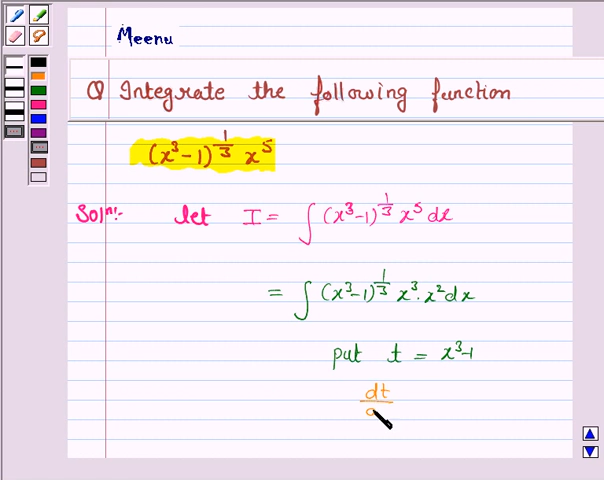 Meenu
Q Integrate the following function
(x³-1)^(1/3) x⁵
Solⁿ:- let I = ∫ (x³-1)^(1/3) x⁵ dx
= ∫ (x³-1)^(1/3) x³. x² dx
put t = x³-1
dt